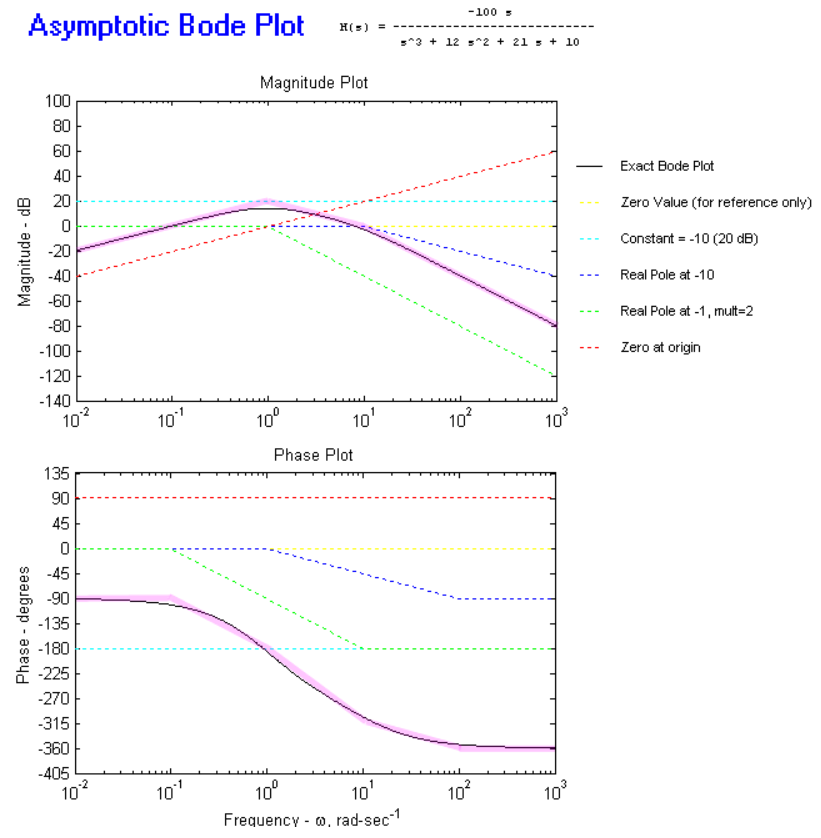 Asymptotic Bode Plot
-100 s
H(s) = ----------------------
s^3 + 12 s^2 + 21 s + 10
Magnitude Plot
100
80
60
40
20
0
-20
-40
-60
-80
-100
-120
-140
Magnitude - dB
10^-2 10^-1 10^0 10^1 10^2 10^3
Exact Bode Plot
Zero Value (for reference only)
Constant = -10 (20 dB)
Real Pole at -10
Real Pole at -1, mult=2
Zero at origin
Phase Plot
135
90
45
0
-45
-90
-135
-180
-225
-270
-315
-360
-405
Phase - degrees
10^-2 10^-1 10^0 10^1 10^2 10^3
Frequency - ω, rad-sec^-1